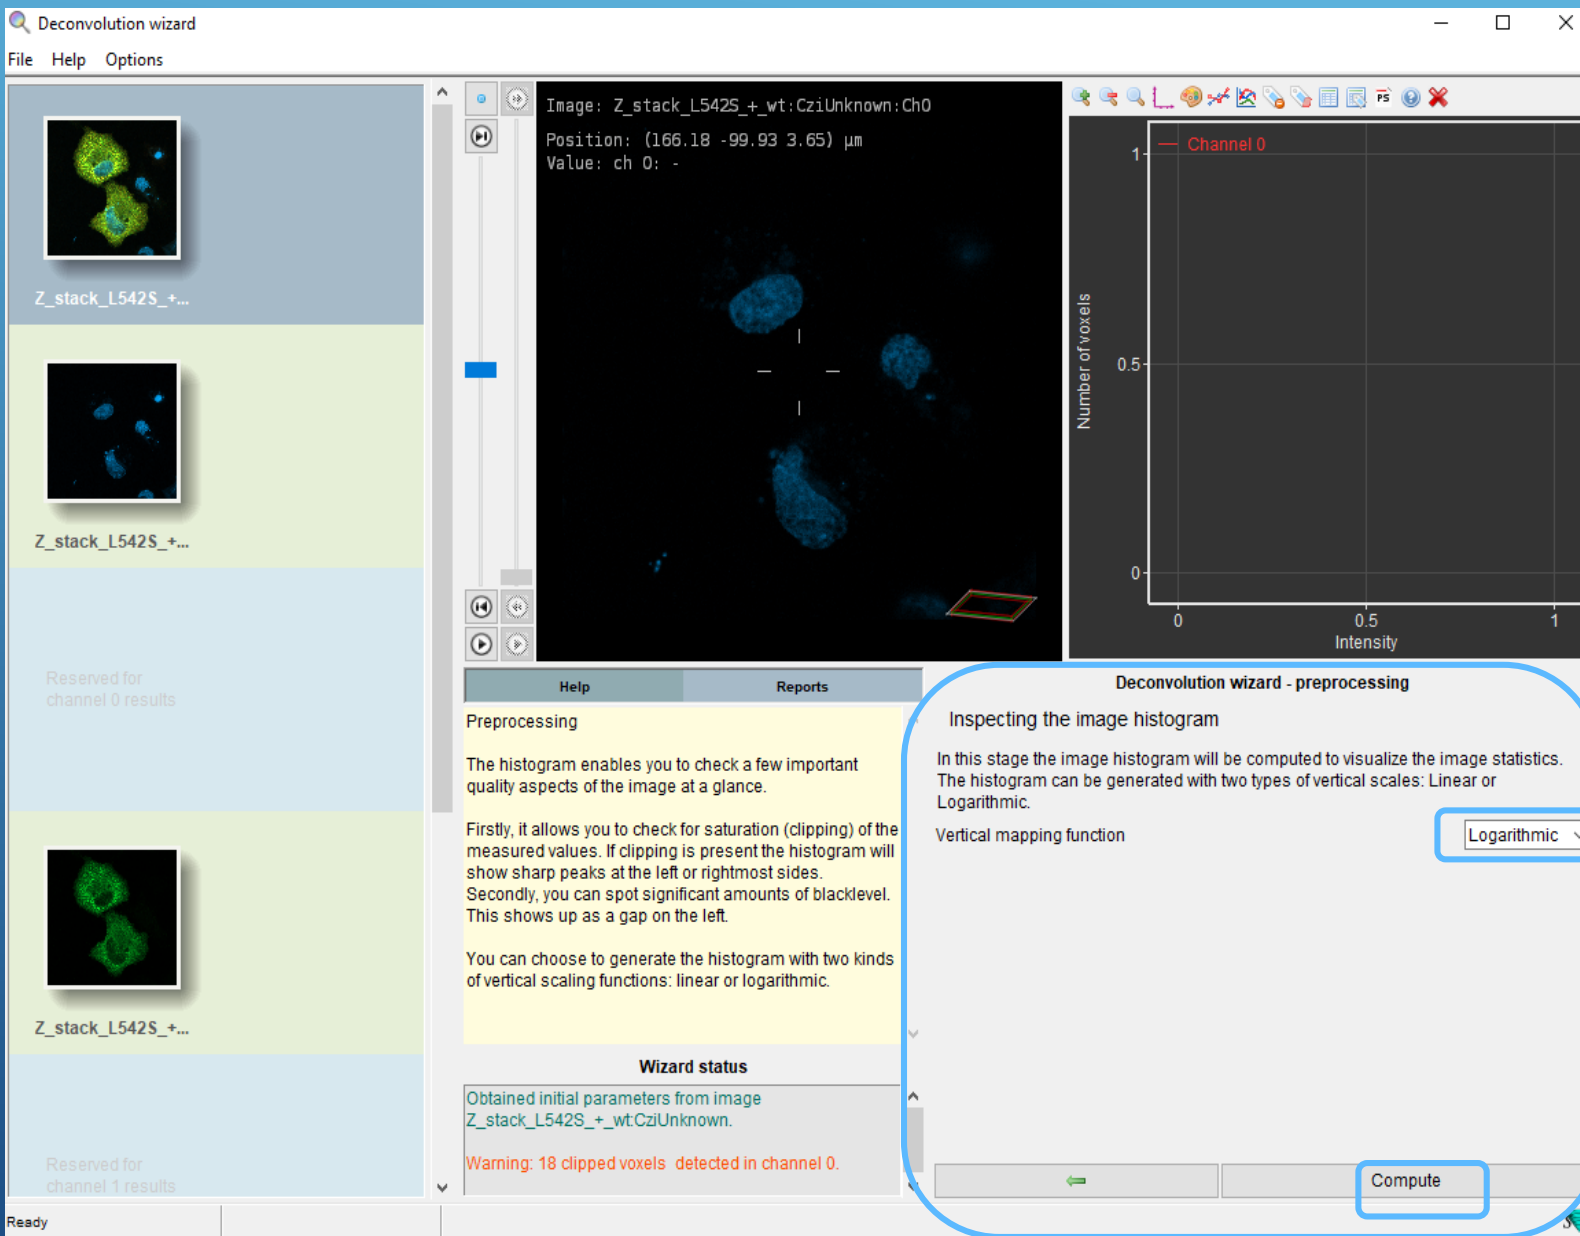 Deconvolution wizard
File Help Options
Z_stack_L542S_+...
Z_stack_L542S_+...
Reserved for
channel 0 results
Z_stack_L542S_+...
Reserved for
channel 1 results
Image: Z_stack_L542S_+_wt:CziUnknown:Ch0
Position: (166.18 -99.93 3.65) µm
Value: ch 0: -
PS
Channel 0
1
0.5
0
Number of voxels
0 0.5 1
Intensity
Help Reports
Preprocessing
The histogram enables you to check a few important
quality aspects of the image at a glance.
Firstly, it allows you to check for saturation (clipping) of the
measured values. If clipping is present the histogram will
show sharp peaks at the left or rightmost sides.
Secondly, you can spot significant amounts of blacklevel.
This shows up as a gap on the left.
You can choose to generate the histogram with two kinds
of vertical scaling functions: linear or logarithmic.
Wizard status
Obtained initial parameters from image
Z_stack_L542S_+_wt:CziUnknown.
Warning: 18 clipped voxels detected in channel 0.
Deconvolution wizard - preprocessing
Inspecting the image histogram
In this stage the image histogram will be computed to visualize the image statistics.
The histogram can be generated with two types of vertical scales: Linear or
Logarithmic.
Vertical mapping function Logarithmic
Compute
Ready